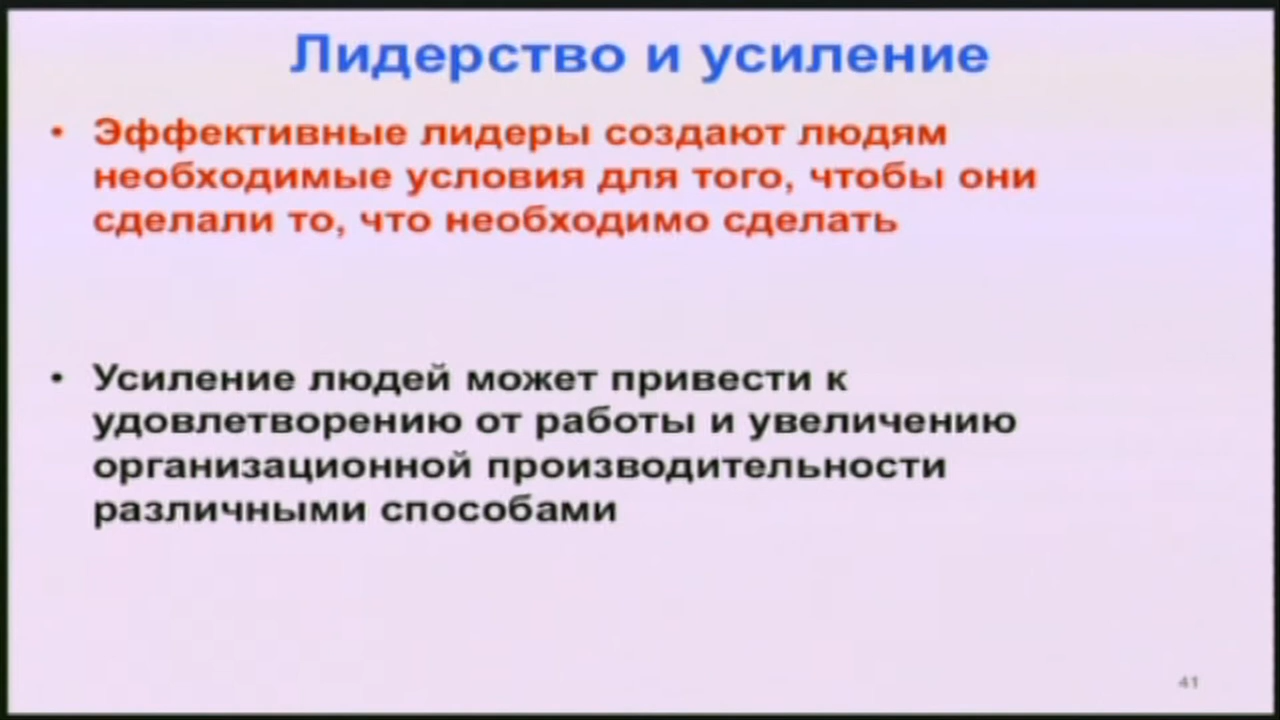 Лидерство и усиление
• Эффективные лидеры создают людям
необходимые условия для того, чтобы они
сделали то, что необходимо сделать
• Усиление людей может привести к
удовлетворению от работы и увеличению
организационной производительности
различными способами
41